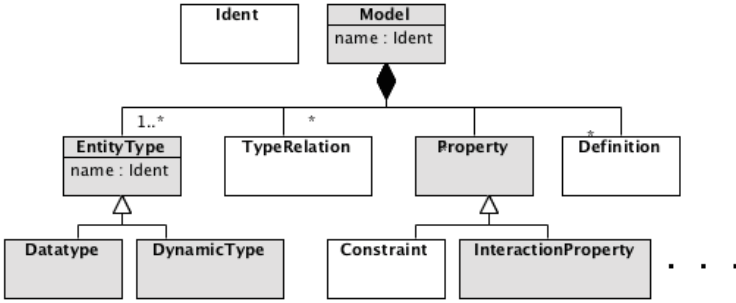 Ident
Model
name : Ident
1..*
*
*
EntityType
name : Ident
TypeRelation
Property
Definition
Datatype
DynamicType
Constraint
InteractionProperty
. . .